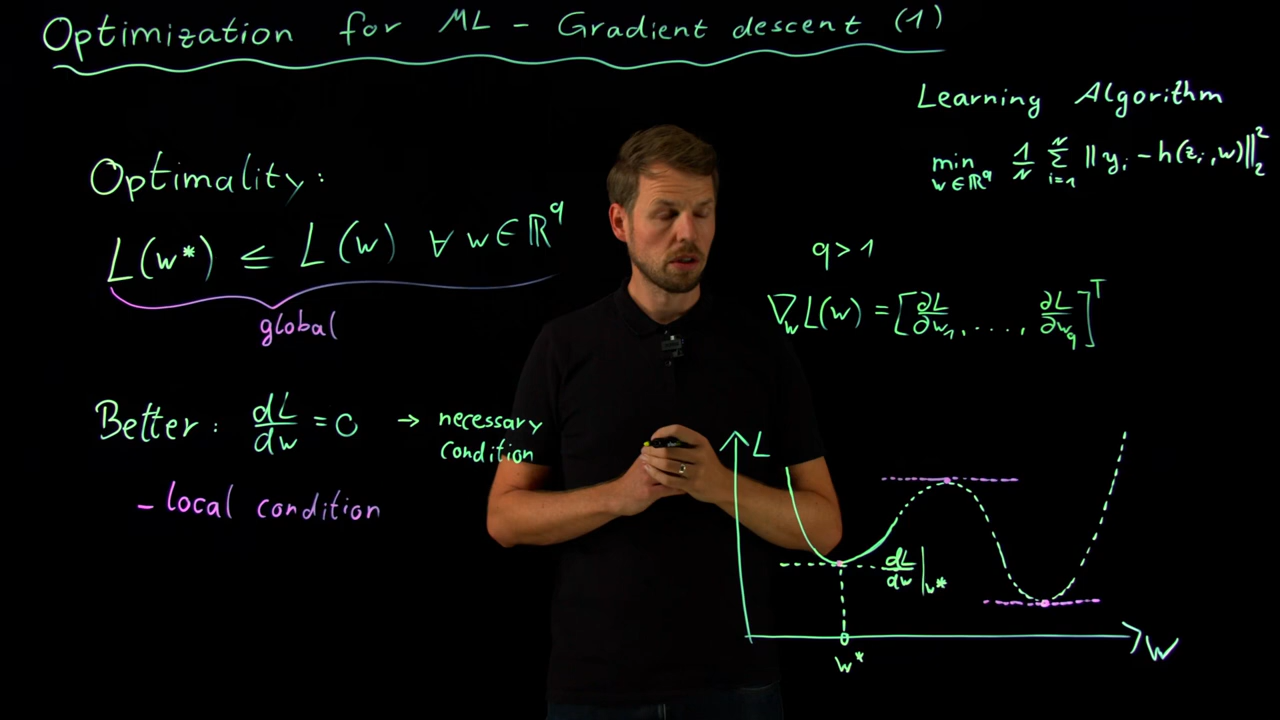 Optimization for ML - Gradient descent (1)
Learning Algorithm
min w∈ℝ^q 1/N Σ_{i=1}^N ||y_i - h(z_i, w)||_2^2
Optimality:
L(w*) ≤ L(w) ∀ w∈ℝ^q
global
q > 1
∇_w L(w) = [∂L/∂w_1, ...., ∂L/∂w_q]^T
Better: dL/dw = 0 → necessary
condition
- local condition
L
dL/dw |_w*
w*
w